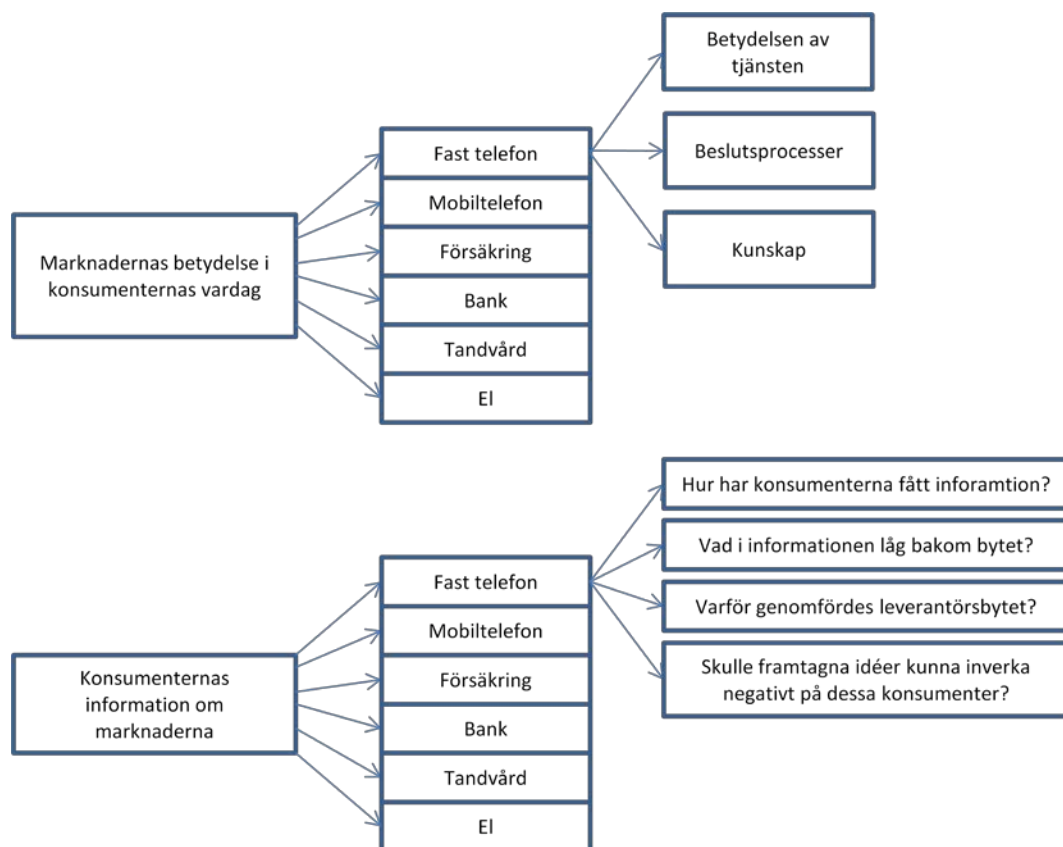 Marknadernas betydelse i
konsumenternas vardag
Fast telefon
Mobiltelefon
Försäkring
Bank
Tandvård
El
Betydelsen av
tjänsten
Beslutsprocesser
Kunskap
Konsumenternas
information om
marknaderna
Fast telefon
Mobiltelefon
Försäkring
Bank
Tandvård
El
Hur har konsumenterna fått inforamtion?
Vad i informationen låg bakom bytet?
Varför genomfördes leverantörsbytet?
Skulle framtagna idéer kunna inverka
negativt på dessa konsumenter?